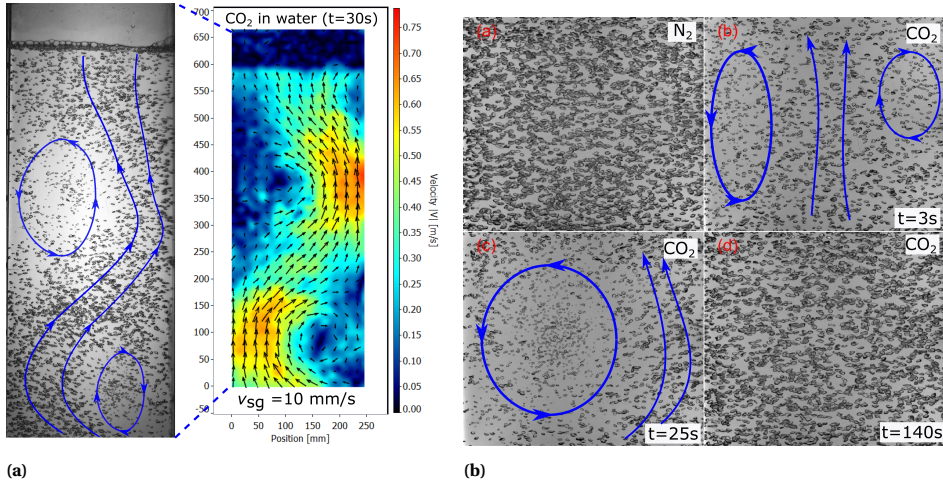 CO₂ in water (t=30s)
700
650
600
550
500
450
400
350
300
250
200
150
100
50
0
-50
v_sg =10 mm/s
0 50 100 150 200 250
Position [mm]
0.75
0.70
0.65
0.60
0.55
0.50
0.45
0.40
0.35
0.30
0.25
0.20
0.15
0.10
0.05
0.00
Velocity |V| [m/s]
(a)
(a) N₂
(b) CO₂
t=3s
(c) CO₂
t=25s
(d) CO₂
t=140s
(b)